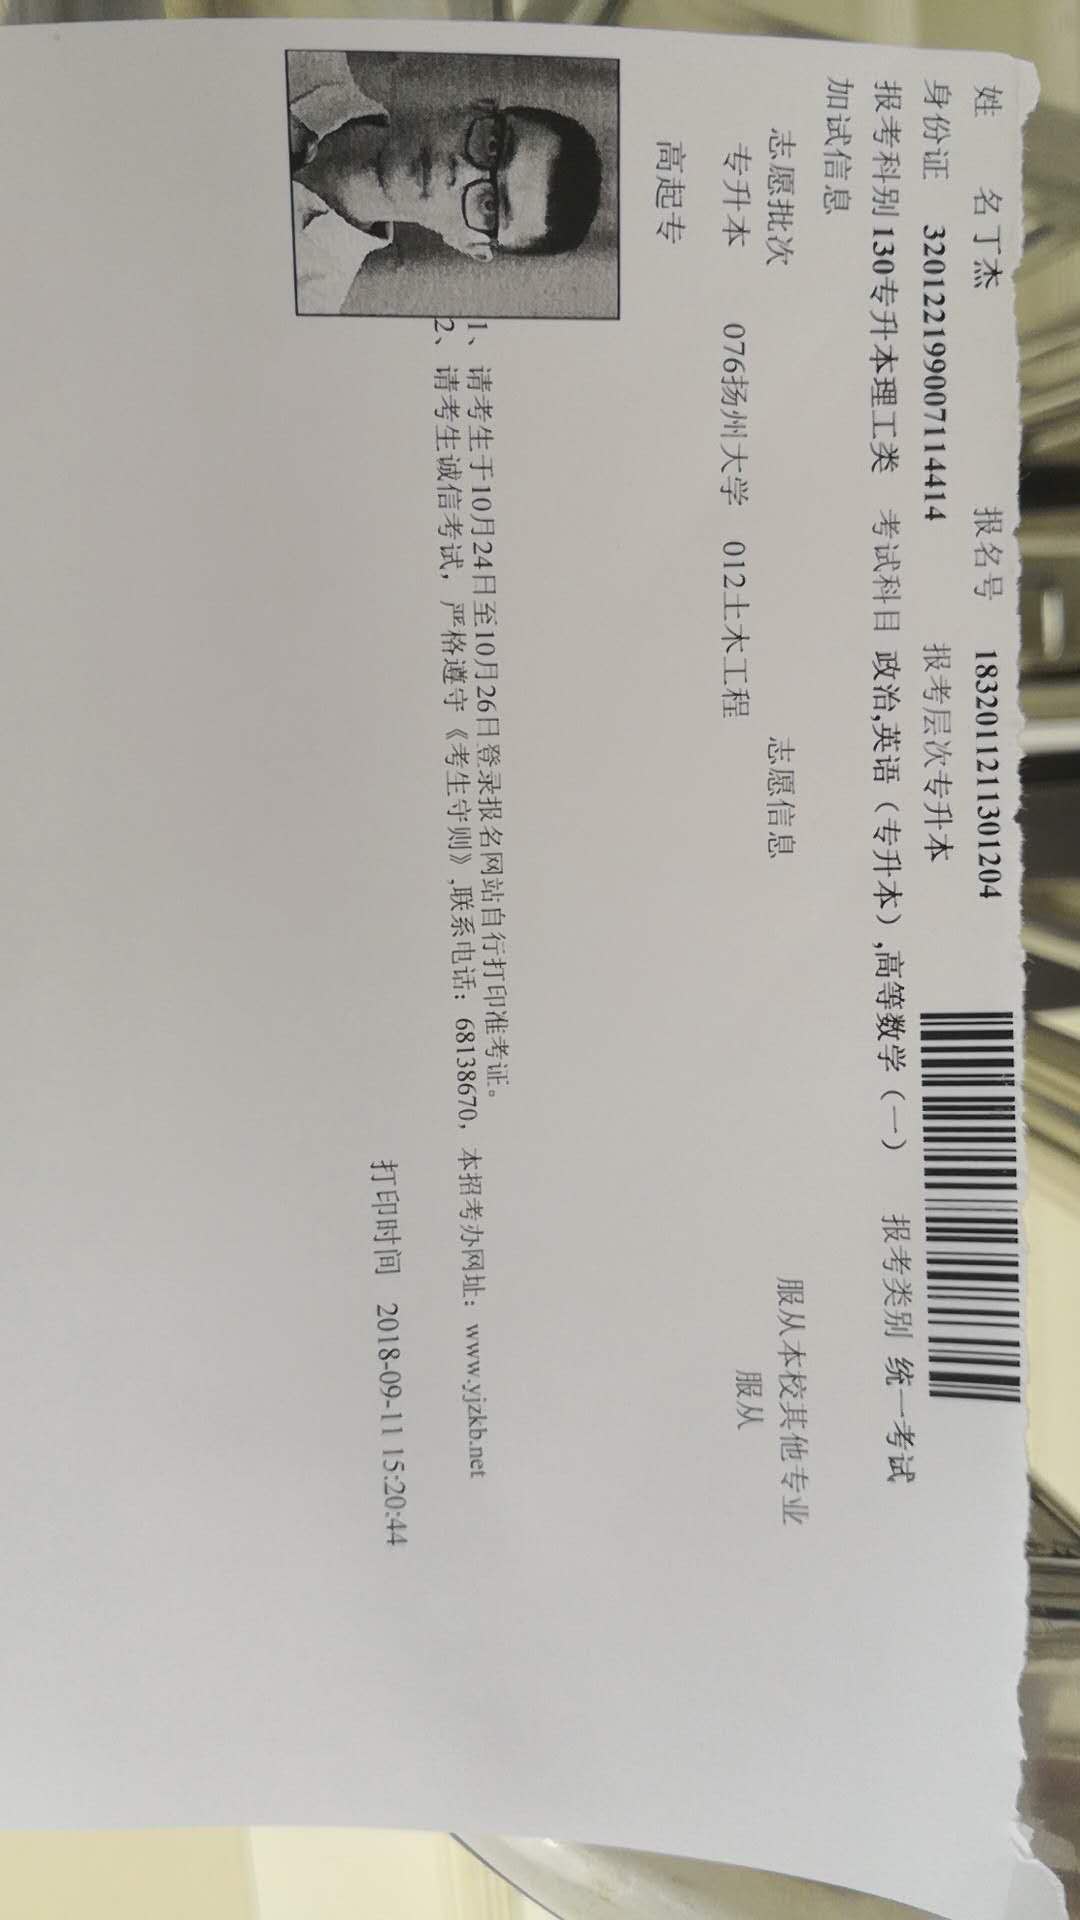 姓 名 丁杰 报名号 183201121130​1204
身份证 320122199007114414 报考层次 专升本
报考科别 130专升本理工类 考试科目 政治,英语（专升本）,高等数学（一） 报考类别 统一考试
加试信息
志愿批次 志愿信息 服从本校其他专业
专升本 076扬州大学 012土木工程 服从
高起专
1、请考生于10月24日至10月26日登录报名网站自行打印准考证。
2、请考生诚信考试，严格遵守《考生守则》,联系电话：68138670，本招考办网址：www.yjzkb.net
打印时间 2018-09-11 15:20:44